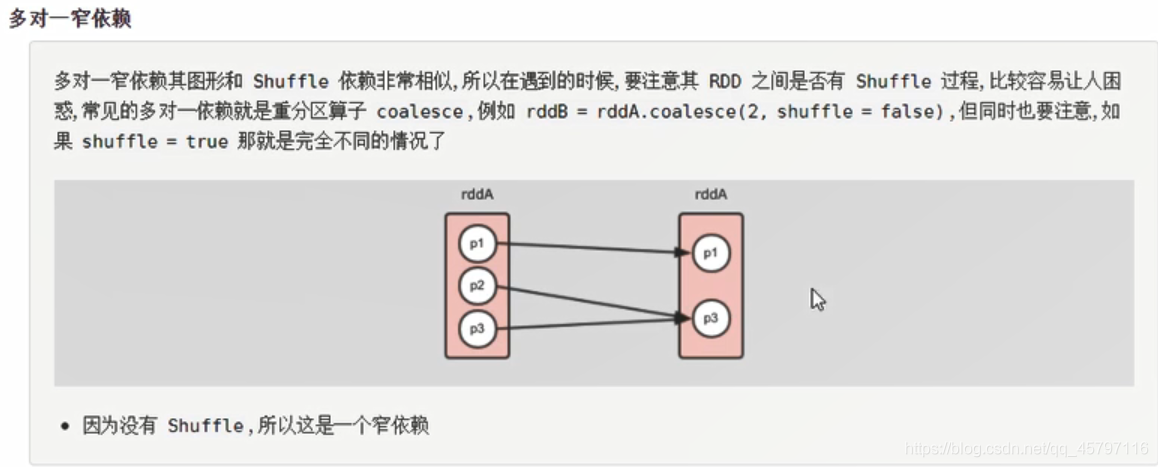 多对一窄依赖
多对一窄依赖其图形和 Shuffle 依赖非常相似,所以在遇到的时候,要注意其 RDD 之间是否有 Shuffle 过程,比较容易让人困
惑,常见的多对一依赖就是重分区算子 coalesce,例如 rddB = rddA.coalesce(2, shuffle = false),但同时也要注意,如
果 shuffle = true 那就是完全不同的情况了
rddA
rddA
p1
p1
p2
p3
p3
因为没有 Shuffle,所以这是一个窄依赖
https://blog.csdn.net/qq_45797116